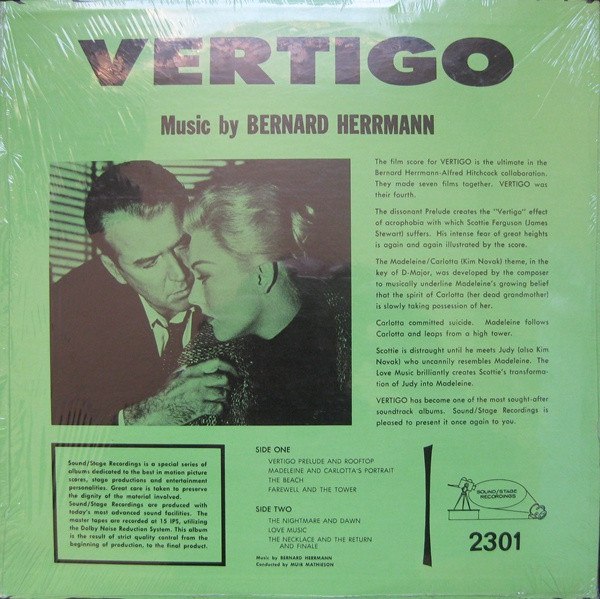 VERTIGO
Music by BERNARD HERRMANN
The film score for VERTIGO is the ultimate in the
Bernard Herrmann-Alfred Hitchcock collaboration.
They made seven films together. VERTIGO was
their fourth.
The dissonant Prelude creates the "Vertigo" effect
of acrophobia with which Scottie Ferguson (James
Stewart) suffers. His intense fear of great heights
is again and again illustrated by the score.
The Madeleine/Carlotta (Kim Novak) theme, in the
key of D-Major, was developed by the composer
to musically underline Madeleine's growing belief
that the spirit of Carlotta (her dead grandmother)
is slowly taking possession of her.
Carlotta committed suicide. Madeleine follows
Carlotta and leaps from a high tower.
Scottie is distraught until he meets Judy (also Kim
Novak) who uncannily resembles Madeleine. The
Love Music brilliantly creates Scottie's transforma-
tion of Judy into Madeleine.
VERTIGO has become one of the most sought-after
soundtrack albums. Sound/Stage Recordings is
pleased to present it once again to you.
Sound/Stage Recordings is a special series of
albums dedicated to the best in motion picture
scores, stage productions and entertainment
personalities. Great care is taken to preserve
the dignity of the material involved.
Sound/Stage Recordings are produced with
today's most advanced sound facilities. The
master tapes are recorded at 15 IPS, utilizing
the Dolby Noise Reduction System. This album
is the result of strict quality control from the
beginning of production, to the final product.
SIDE ONE
VERTIGO PRELUDE AND ROOFTOP
MADELEINE AND CARLOTTA'S PORTRAIT
THE BEACH
FAREWELL AND THE TOWER
SIDE TWO
THE NIGHTMARE AND DAWN
LOVE MUSIC
THE NECKLACE AND THE RETURN
AND FINALE
Music by BERNARD HERRMANN
Conducted by MUIR MATHIESON
SOUND/STAGE
RECORDINGS
2301